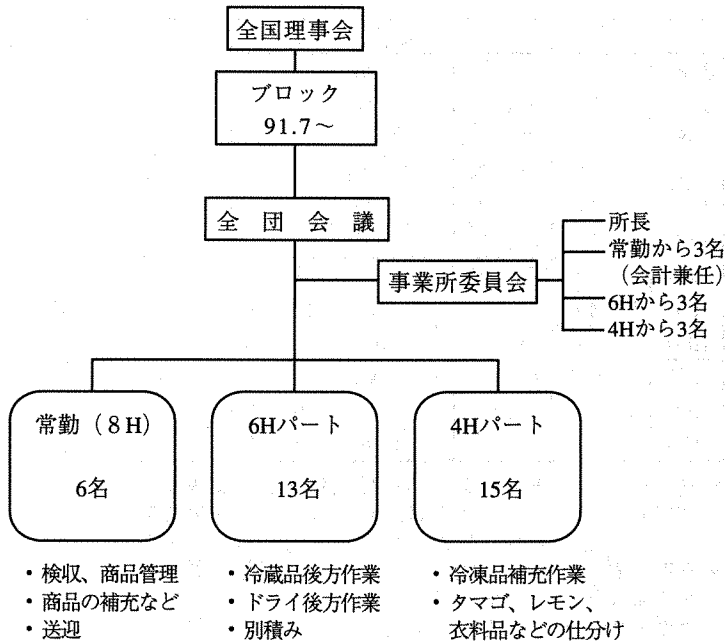 全国理事会
ブロック
91.7～
全団会議
事業所委員会
所長
常勤から3名
（会計兼任）
6Hから3名
4Hから3名
常勤（8H）
6名
6Hパート
13名
4Hパート
15名
・検収、商品管理
・商品の補充など
・送迎
・冷蔵品後方作業
・ドライ後方作業
・別積み
・冷凍品補充作業
・タマゴ、レモン、
衣料品などの仕分け